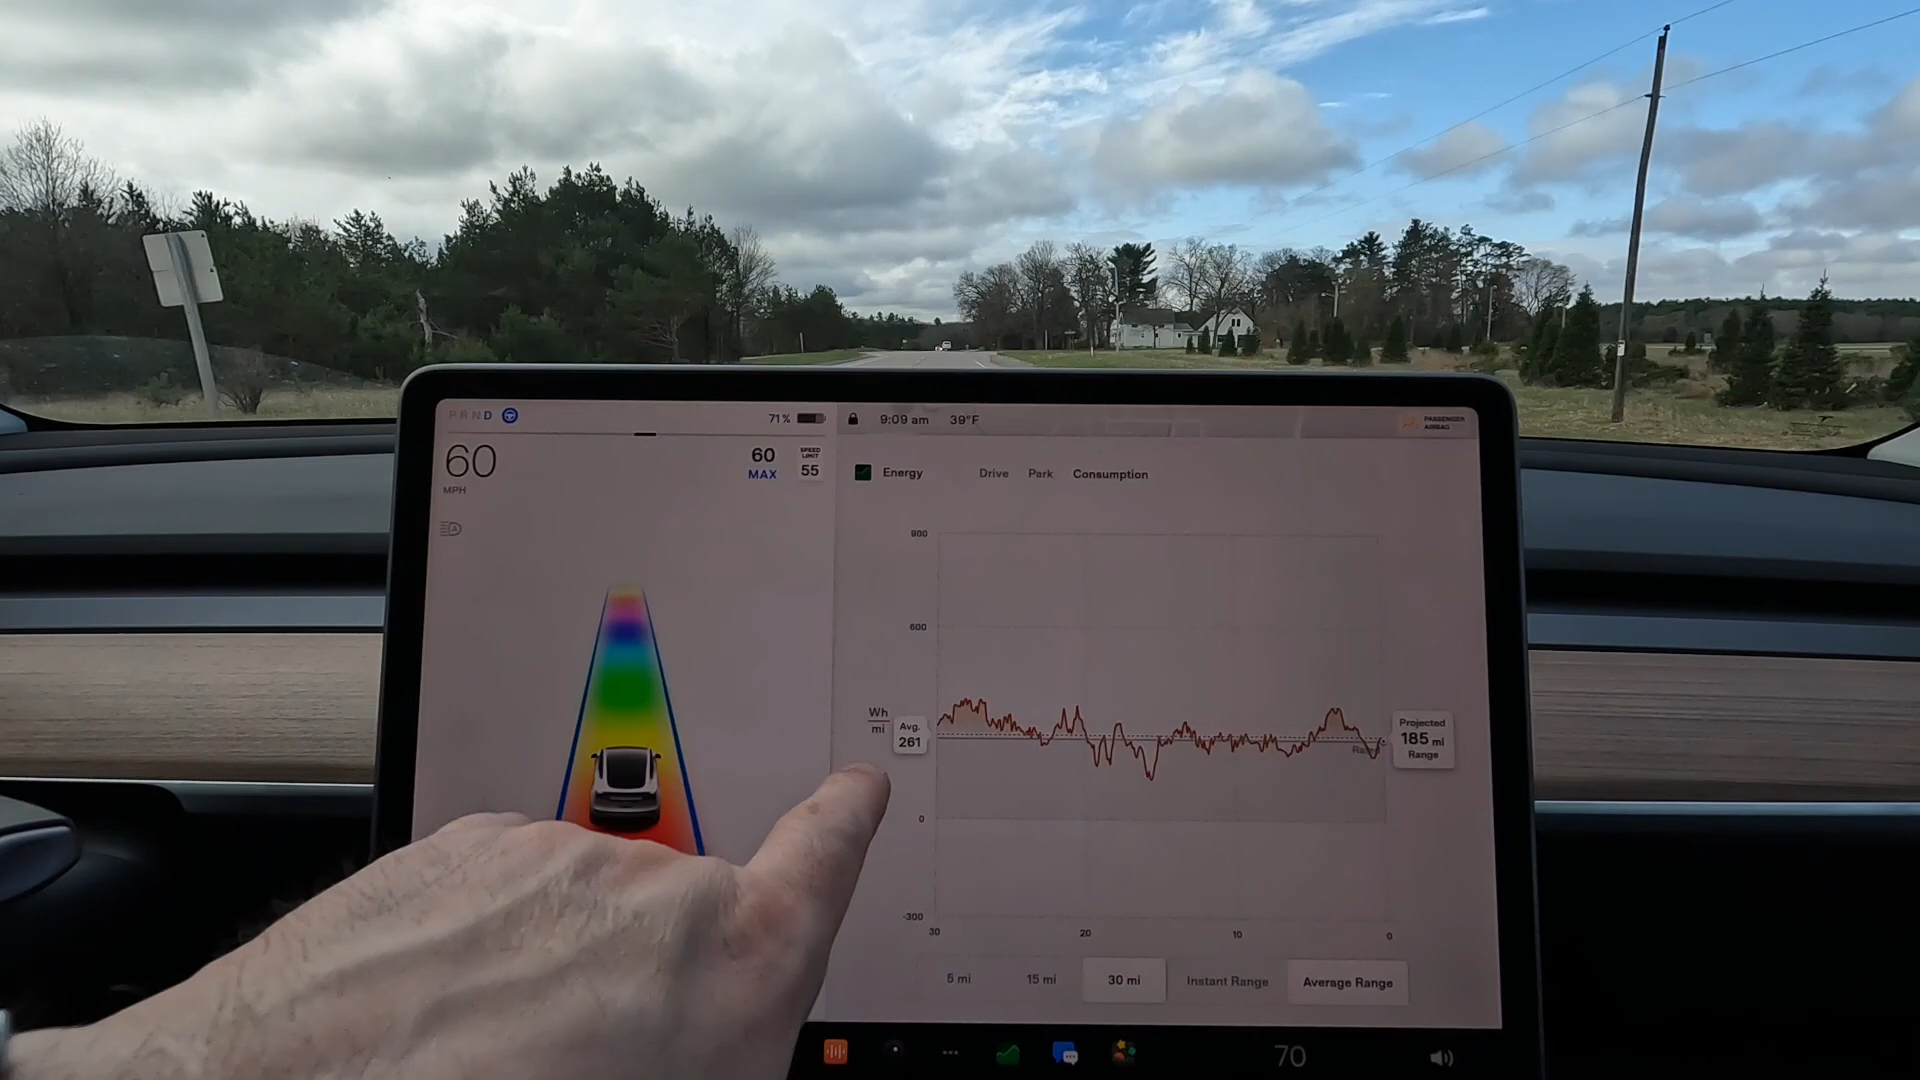 PRND
71%
9:09 am
39°F
PASSENGER
AIRBAG
60
MPH
60
MAX
SPEED
LIMIT
55
A
Energy
Drive
Park
Consumption
900
600
Wh
mi
Avg.
261
Rated
Projected
185 mi
Range
0
-300
30
20
10
0
5 mi
15 mi
30 mi
Instant Range
Average Range
70